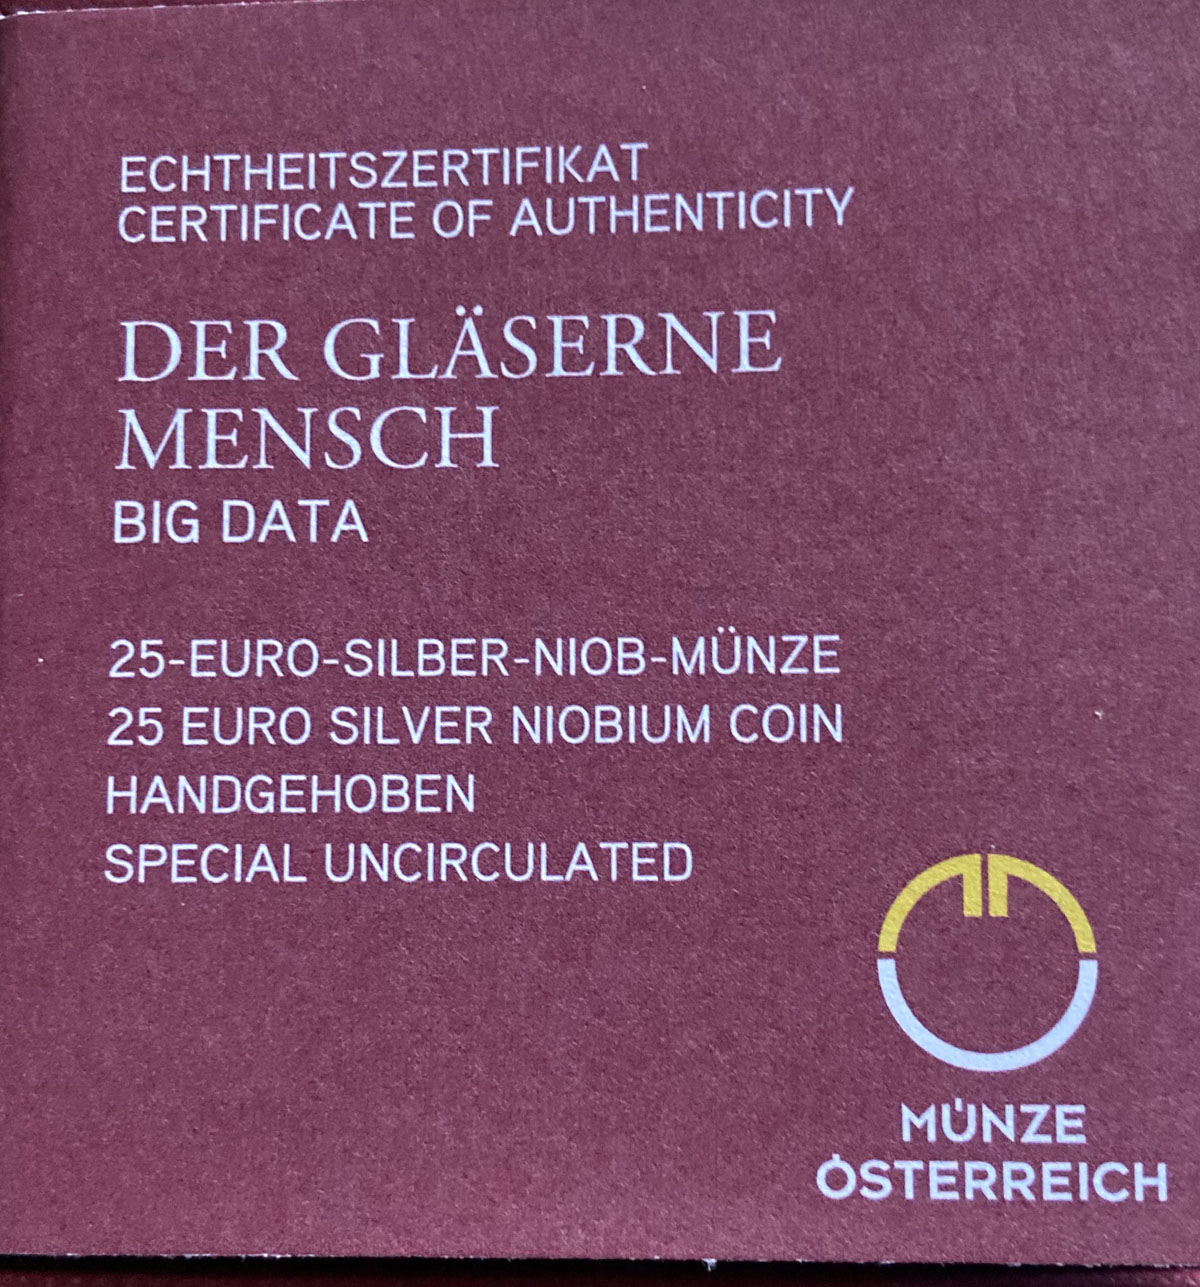 ECHTHEITSZERTIFIKAT
CERTIFICATE OF AUTHENTICITY
DER GLÄSERNE
MENSCH
BIG DATA
25-EURO-SILBER-NIOB-MÜNZE
25 EURO SILVER NIOBIUM COIN
HANDGEHOBEN
SPECIAL UNCIRCULATED
MÜNZE
ÖSTERREICH